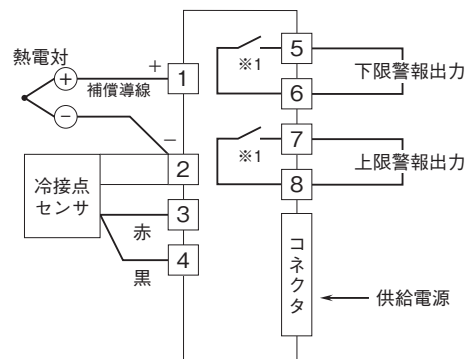 熱電対
+
補償導線
+
1
−
−
2
冷接点
センサ
赤
3
黒
4
※1
5
6
下限警報出力
※1
7
8
上限警報出力
コネクタ
供給電源